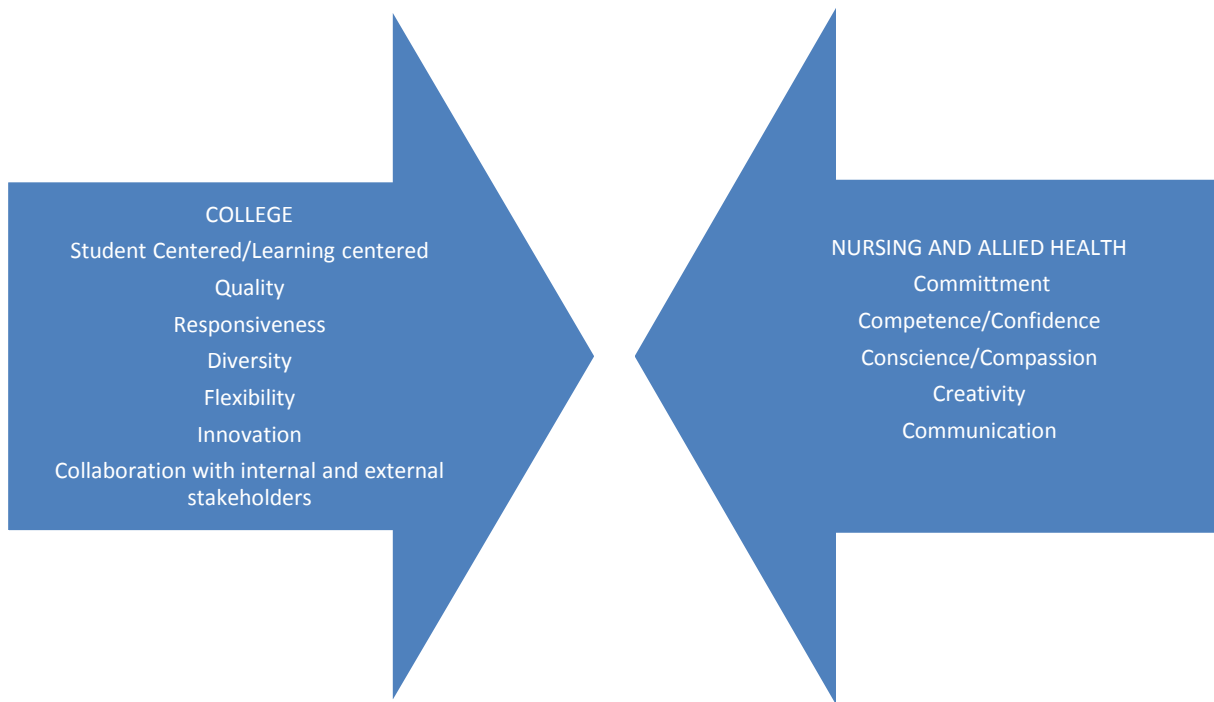 COLLEGE
Student Centered/Learning centered
Quality
Responsiveness
Diversity
Flexibility
Innovation
Collaboration with internal and external
stakeholders
NURSING AND ALLIED HEALTH
Committment
Competence/Confidence
Conscience/Compassion
Creativity
Communication